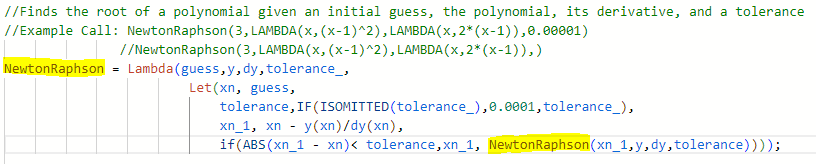 //Finds the root of a polynomial given an initial guess, the polynomial, its derivative, and a tolerance
//Example Call: NewtonRaphson(3,LAMBDA(x,(x-1)^2),LAMBDA(x,2*(x-1)),0.00001)
//NewtonRaphson(3,LAMBDA(x,(x-1)^2),LAMBDA(x,2*(x-1)),)
NewtonRaphson = Lambda(guess,y,dy,tolerance_,
Let(xn, guess,
tolerance,IF(ISOMITTED(tolerance_),0.0001,tolerance_),
xn_1, xn - y(xn)/dy(xn),
if(ABS(xn_1 - xn)< tolerance,xn_1, NewtonRaphson(xn_1,y,dy,tolerance))));